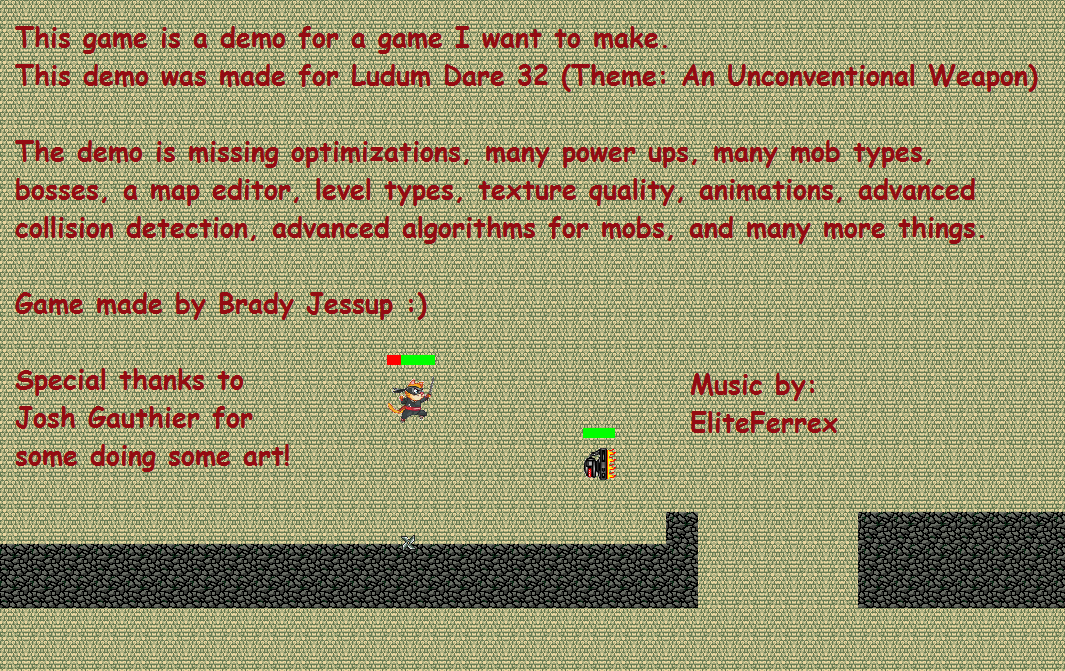 This game is a demo for a game I want to make.
This demo was made for Ludum Dare 32 (Theme: An Unconventional Weapon)
The demo is missing optimizations, many power ups, many mob types,
bosses, a map editor, level types, texture quality, animations, advanced
collision detection, advanced algorithms for mobs, and many more things.
Game made by Brady Jessup :)
Special thanks to
Josh Gauthier for
some doing some art!
Music by:
EliteFerrex